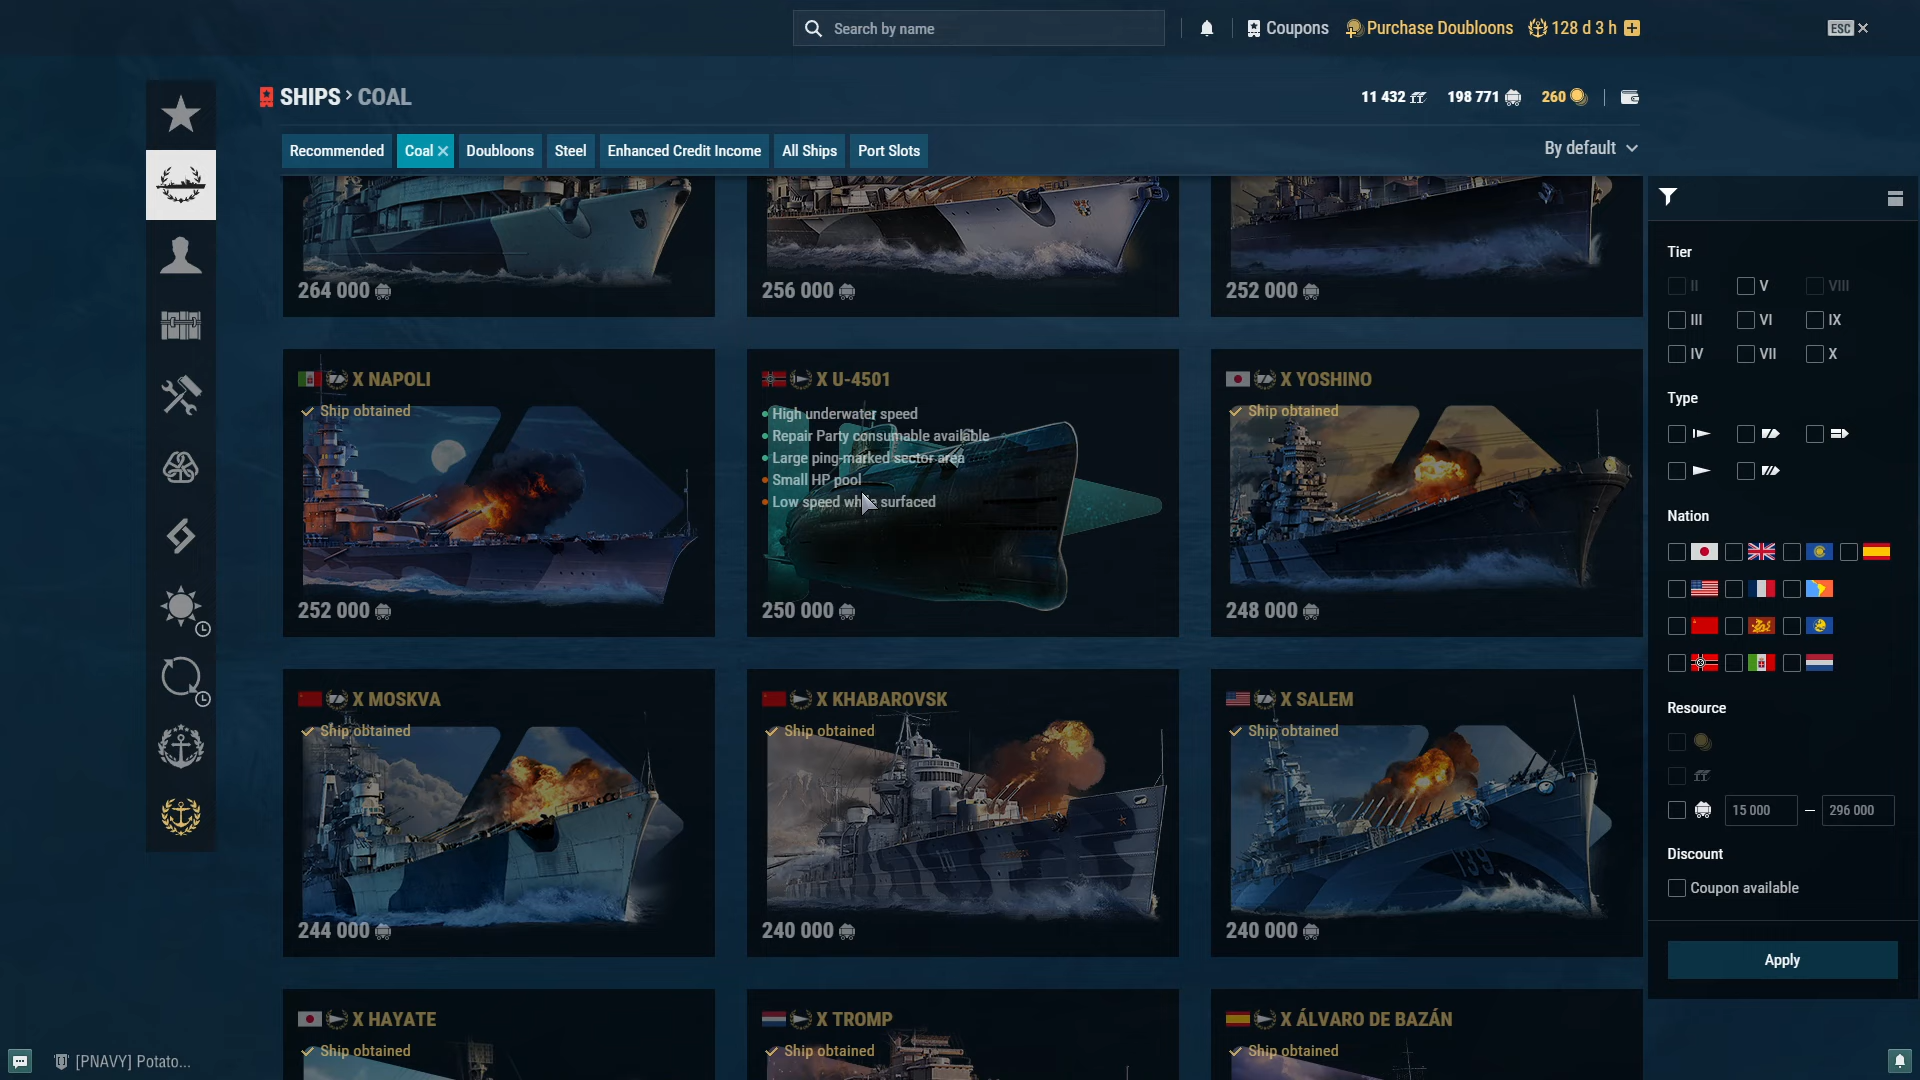 Search by name
Coupons
Purchase Doubloons
128 d 3 h
ESC
SHIPS › COAL
11 432
198 771
260
Recommended
Coal
Doubloons
Steel
Enhanced Credit Income
All Ships
Port Slots
By default
264 000
256 000
252 000
X NAPOLI
Ship obtained
252 000
X U-4501
High underwater speed
Repair Party consumable available
Large ping-marked sector area
Small HP pool
Low speed while surfaced
250 000
X YOSHINO
Ship obtained
248 000
X MOSKVA
Ship obtained
244 000
X KHABAROVSK
Ship obtained
240 000
X SALEM
Ship obtained
139
240 000
X HAYATE
Ship obtained
X TROMP
Ship obtained
X ÁLVARO DE BAZÁN
Ship obtained
Tier
II
V
VIII
III
VI
IX
IV
VII
X
Type
Nation
Resource
15 000 – 296 000
Discount
Coupon available
Apply
[PNAVY] Potato...